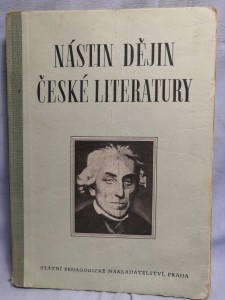 NÁSTIN DĚJIN
ČESKÉ LITERATURY
STÁTNÍ PEDAGOGICKÉ NAKLADATELSTVÍ, PRAHA